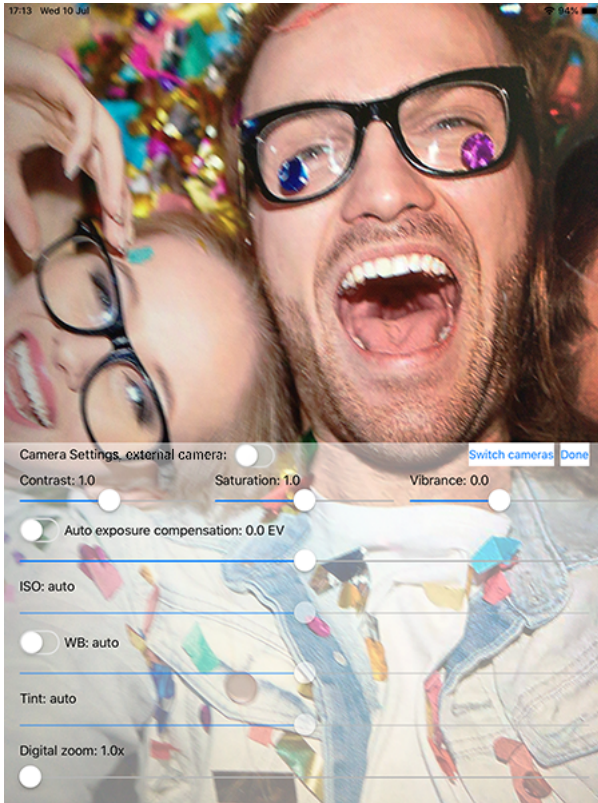 17:13 Wed 10 Jul 94%
Camera Settings, external camera: Switch cameras Done
Contrast: 1.0 Saturation: 1.0 Vibrance: 0.0
Auto exposure compensation: 0.0 EV
ISO: auto
WB: auto
Tint: auto
Digital zoom: 1.0x